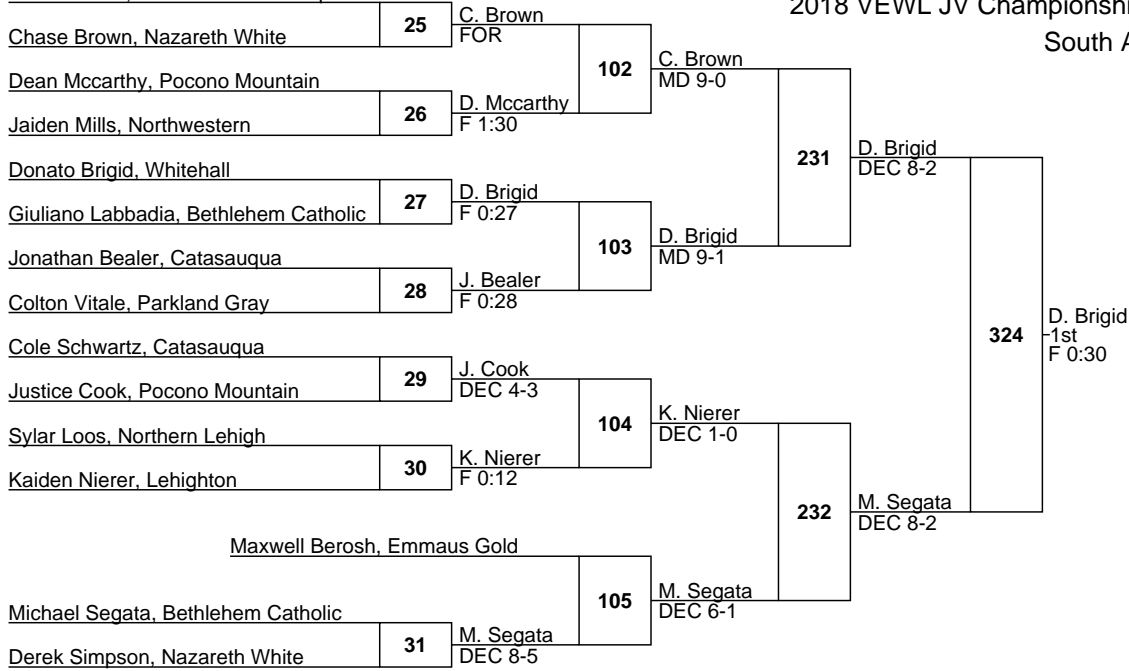 2018 VEWL JV
South
Chase Brown, Nazareth White
25
C. Brown
FOR
Dean Mccarthy, Pocono Mountain
102
C. Brown
MD 9-0
Jaiden Mills, Northwestern
26
D. Mccarthy
F 1:30
Donato Brigid, Whitehall
231
D. Brigid
DEC 8-2
Giuliano Labbadia, Bethlehem Catholic
27
D. Brigid
F 0:27
Jonathan Bealer, Catasauqua
103
D. Brigid
MD 9-1
Colton Vitale, Parkland Gray
28
J. Bealer
F 0:28
324
D. Brigid
1st
F 0:30
Cole Schwartz, Catasauqua
Justice Cook, Pocono Mountain
29
J. Cook
DEC 4-3
Sylar Loos, Northern Lehigh
104
K. Nierer
DEC 1-0
Kaiden Nierer, Lehighton
30
K. Nierer
F 0:12
232
M. Segata
DEC 8-2
Maxwell Berosh, Emmaus Gold
105
M. Segata
DEC 6-1
Michael Segata, Bethlehem Catholic
Derek Simpson, Nazareth White
31
M. Segata
DEC 8-5